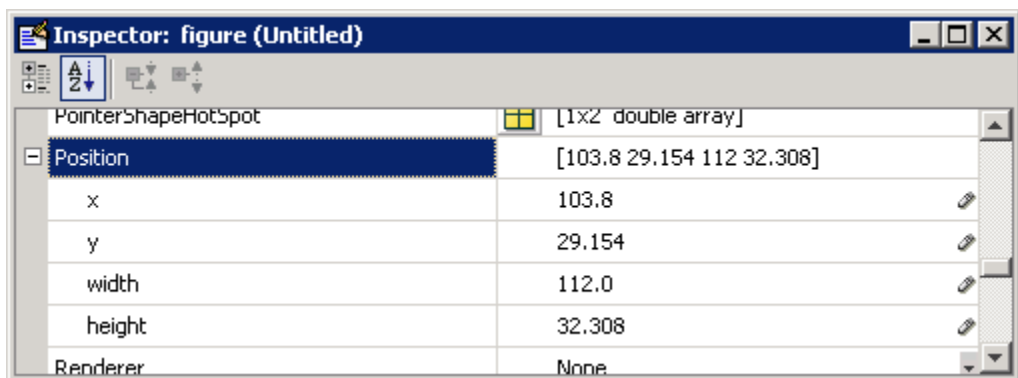 Inspector: figure (Untitled)
PointerShapeHotSpot [1x2 double array]
Position [103.8 29.154 112 32.308]
x 103.8
y 29.154
width 112.0
height 32.308
Renderer None